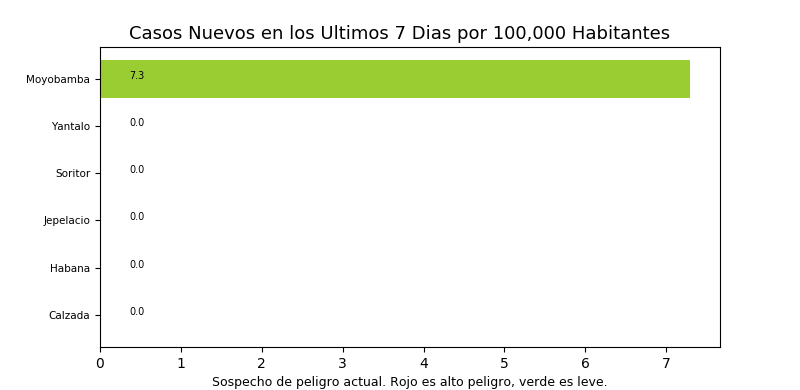 Casos Nuevos en los Ultimos 7 Dias por 100,000 Habitantes
Moyobamba 7.3
Yantalo 0.0
Soritor 0.0
Jepelacio 0.0
Habana 0.0
Calzada 0.0
0 1 2 3 4 5 6 7
Sospecho de peligro actual. Rojo es alto peligro, verde es leve.